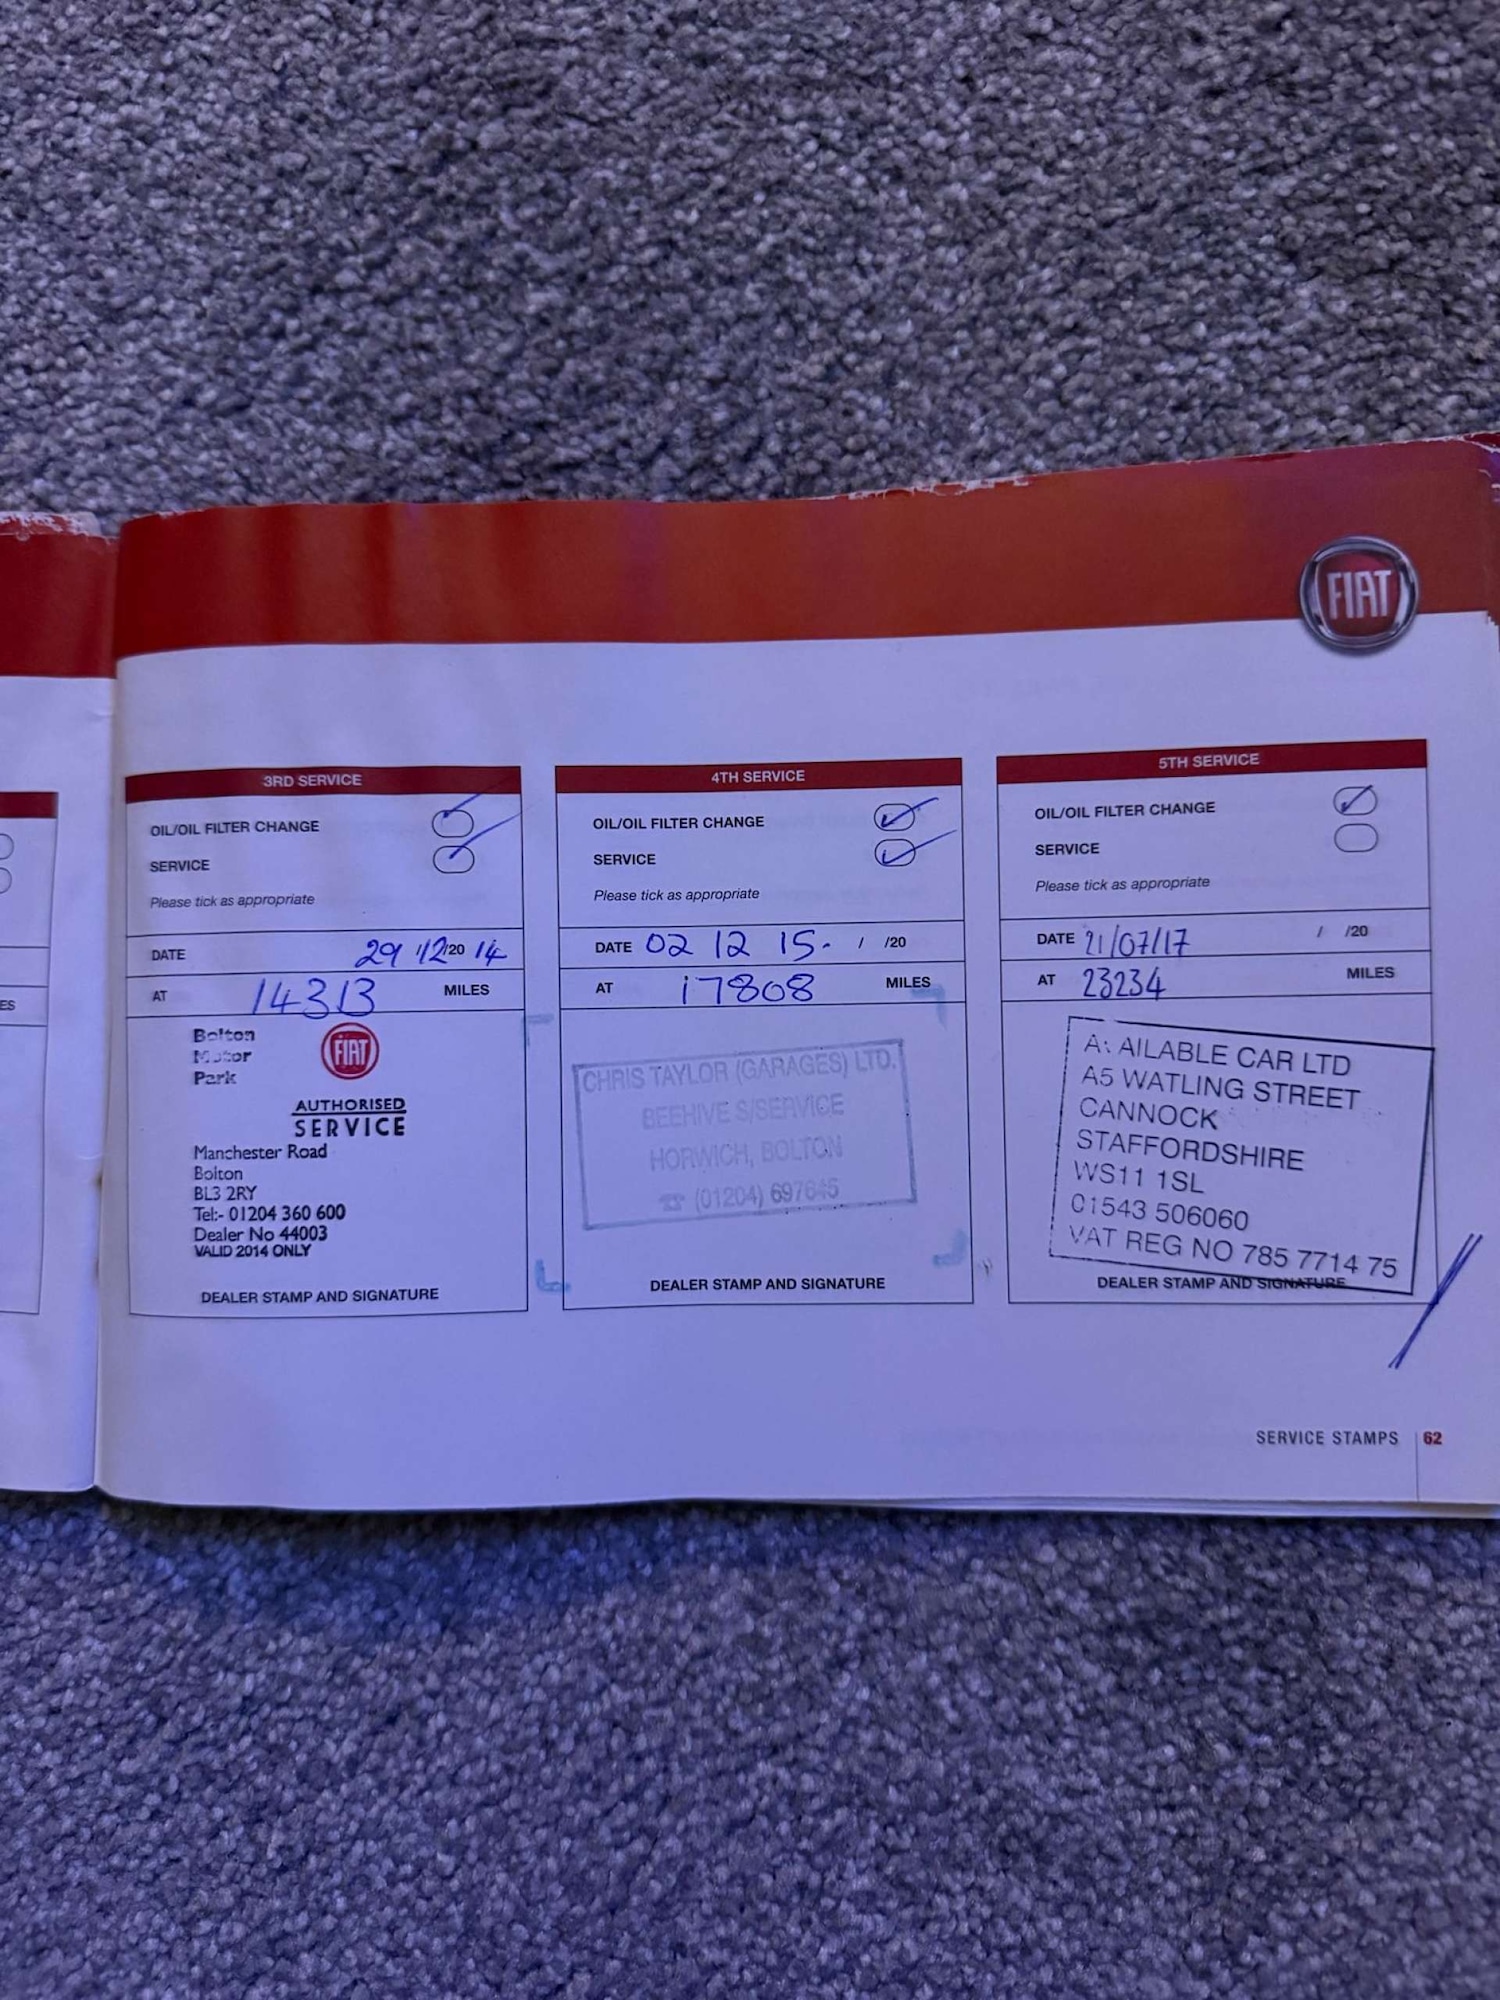 FIAT
ES
3RD SERVICE
OIL/OIL FILTER CHANGE
SERVICE
Please tick as appropriate
DATE 29/12/2014
AT 14313 MILES
Bolton
Motor
Park
FIAT
AUTHORISED
SERVICE
Manchester Road
Bolton
BL3 2RY
Tel:- 01204 360 600
Dealer No 44003
VALID 2014 ONLY
DEALER STAMP AND SIGNATURE
4TH SERVICE
OIL/OIL FILTER CHANGE
SERVICE
Please tick as appropriate
DATE 02 12 15. / /20
AT 17808 MILES
CHRIS TAYLOR (GARAGES) LTD.
BEEHIVE S/SERVICE
HORWICH, BOLTON
☎ (01204)
DEALER STAMP AND SIGNATURE
5TH SERVICE
OIL/OIL FILTER CHANGE
SERVICE
Please tick as appropriate
DATE 21/07/17 / /20
AT 23234 MILES
A AILABLE CAR LTD
A5 WATLING STREET
CANNOCK
STAFFORDSHIRE
WS11 1SL
01543 506060
VAT REG NO 785 7714 75
DEALER STAMP AND SIGNATURE
SERVICE STAMPS 62